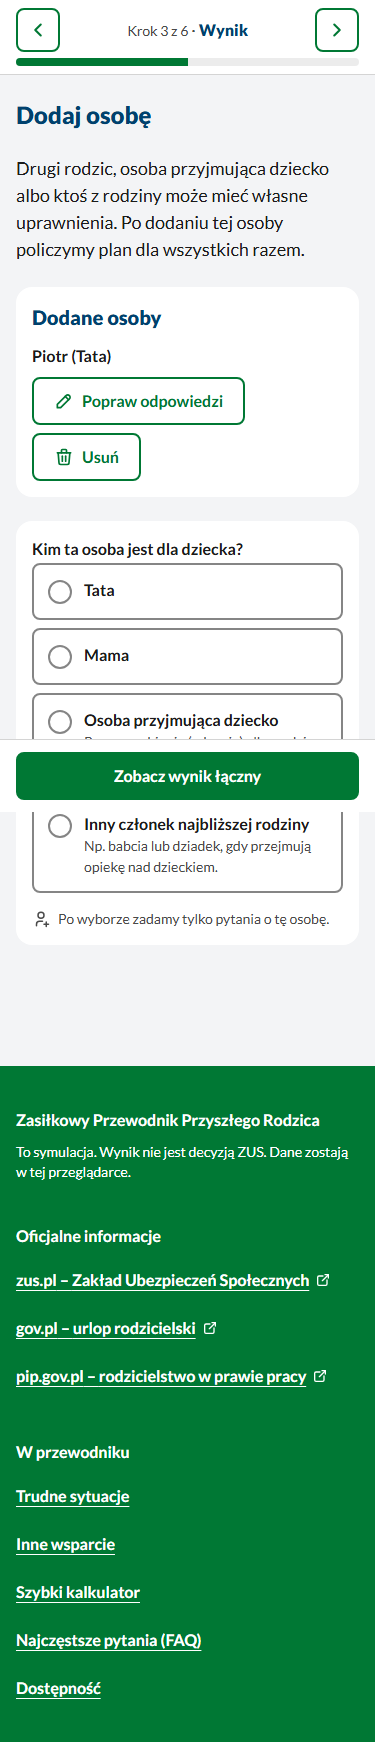 Krok 3 z 6 · Wynik
Dodaj osobę
Drugi rodzic, osoba przyjmująca dziecko
albo ktoś z rodziny może mieć własne
uprawnienia. Po dodaniu tej osoby
policzymy plan dla wszystkich razem.
Dodane osoby
Piotr (Tata)
Popraw odpowiedzi
Usuń
Kim ta osoba jest dla dziecka?
Tata
Mama
Osoba przyjmująca dziecko
Zobacz wynik łączny
Inny członek najbliższej rodziny
Np. babcia lub dziadek, gdy przejmują
opiekę nad dzieckiem.
Po wyborze zadamy tylko pytania o tę osobę.
Zasiłkowy Przewodnik Przyszłego Rodzica
To symulacja. Wynik nie jest decyzją ZUS. Dane zostają
w tej przeglądarce.
Oficjalne informacje
zus.pl – Zakład Ubezpieczeń Społecznych
gov.pl – urlop rodzicielski
pip.gov.pl – rodzicielstwo w prawie pracy
W przewodniku
Trudne sytuacje
Inne wsparcie
Szybki kalkulator
Najczęstsze pytania (FAQ)
Dostępność